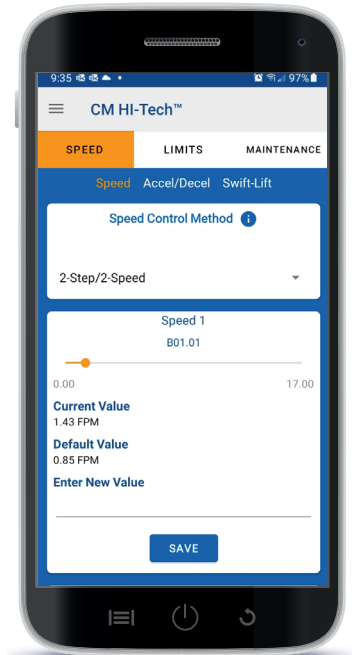 9:35 97%
CM HI-Tech™
SPEED LIMITS MAINTENANCE
Speed Accel/Decel Swift-Lift
Speed Control Method i
2-Step/2-Speed
Speed 1
B01.01
0.00 17.00
Current Value
1.43 FPM
Default Value
0.85 FPM
Enter New Value
SAVE